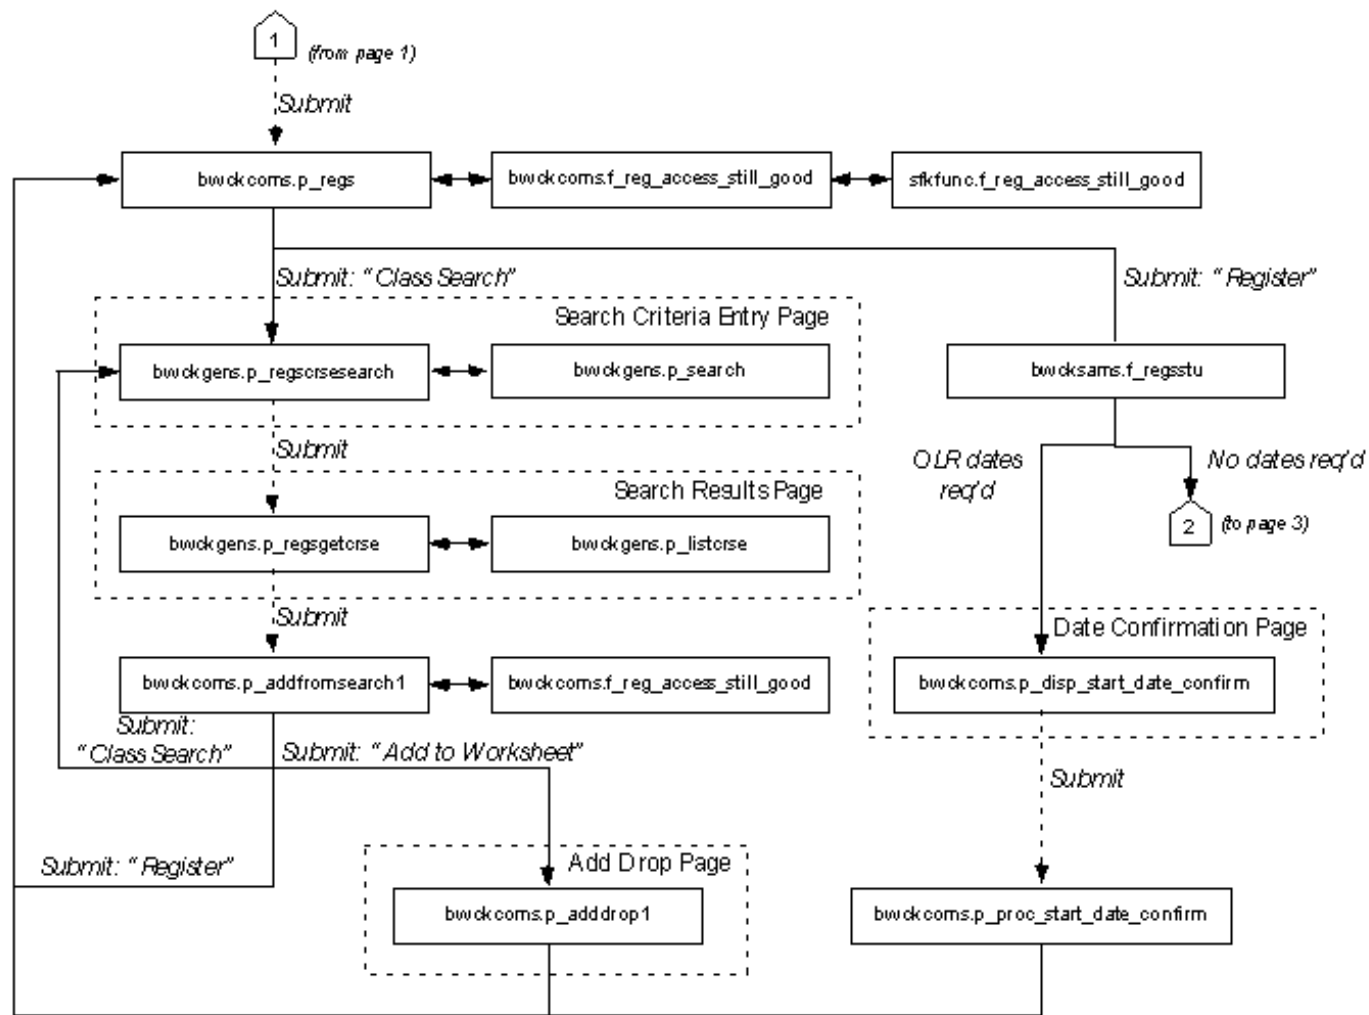 1
(from page 1)
Submit
bwckcoms.p_regs
bwckcoms.f_reg_access_still_good
sfkfunc.f_reg_access_still_good
Submit: "Class Search"
Submit: "Register"
Search Criteria Entry Page
bwckgens.p_regscrsesearch
bwckgens.p_search
bwcksams.f_regsstu
Submit
OLR dates
req'd
No dates req'd
Search Results Page
2
(to page 3)
bwckgens.p_regsgetcrse
bwckgens.p_listcrse
Submit
Date Confirmation Page
bwckcoms.p_addfromsearch1
bwckcoms.f_reg_access_still_good
bwckcoms.p_disp_start_date_confirm
Submit:
"Class Search"
Submit: "Add to Worksheet"
Submit
Submit: "Register"
Add Drop Page
bwckcoms.p_adddrop1
bwckcoms.p_proc_start_date_confirm